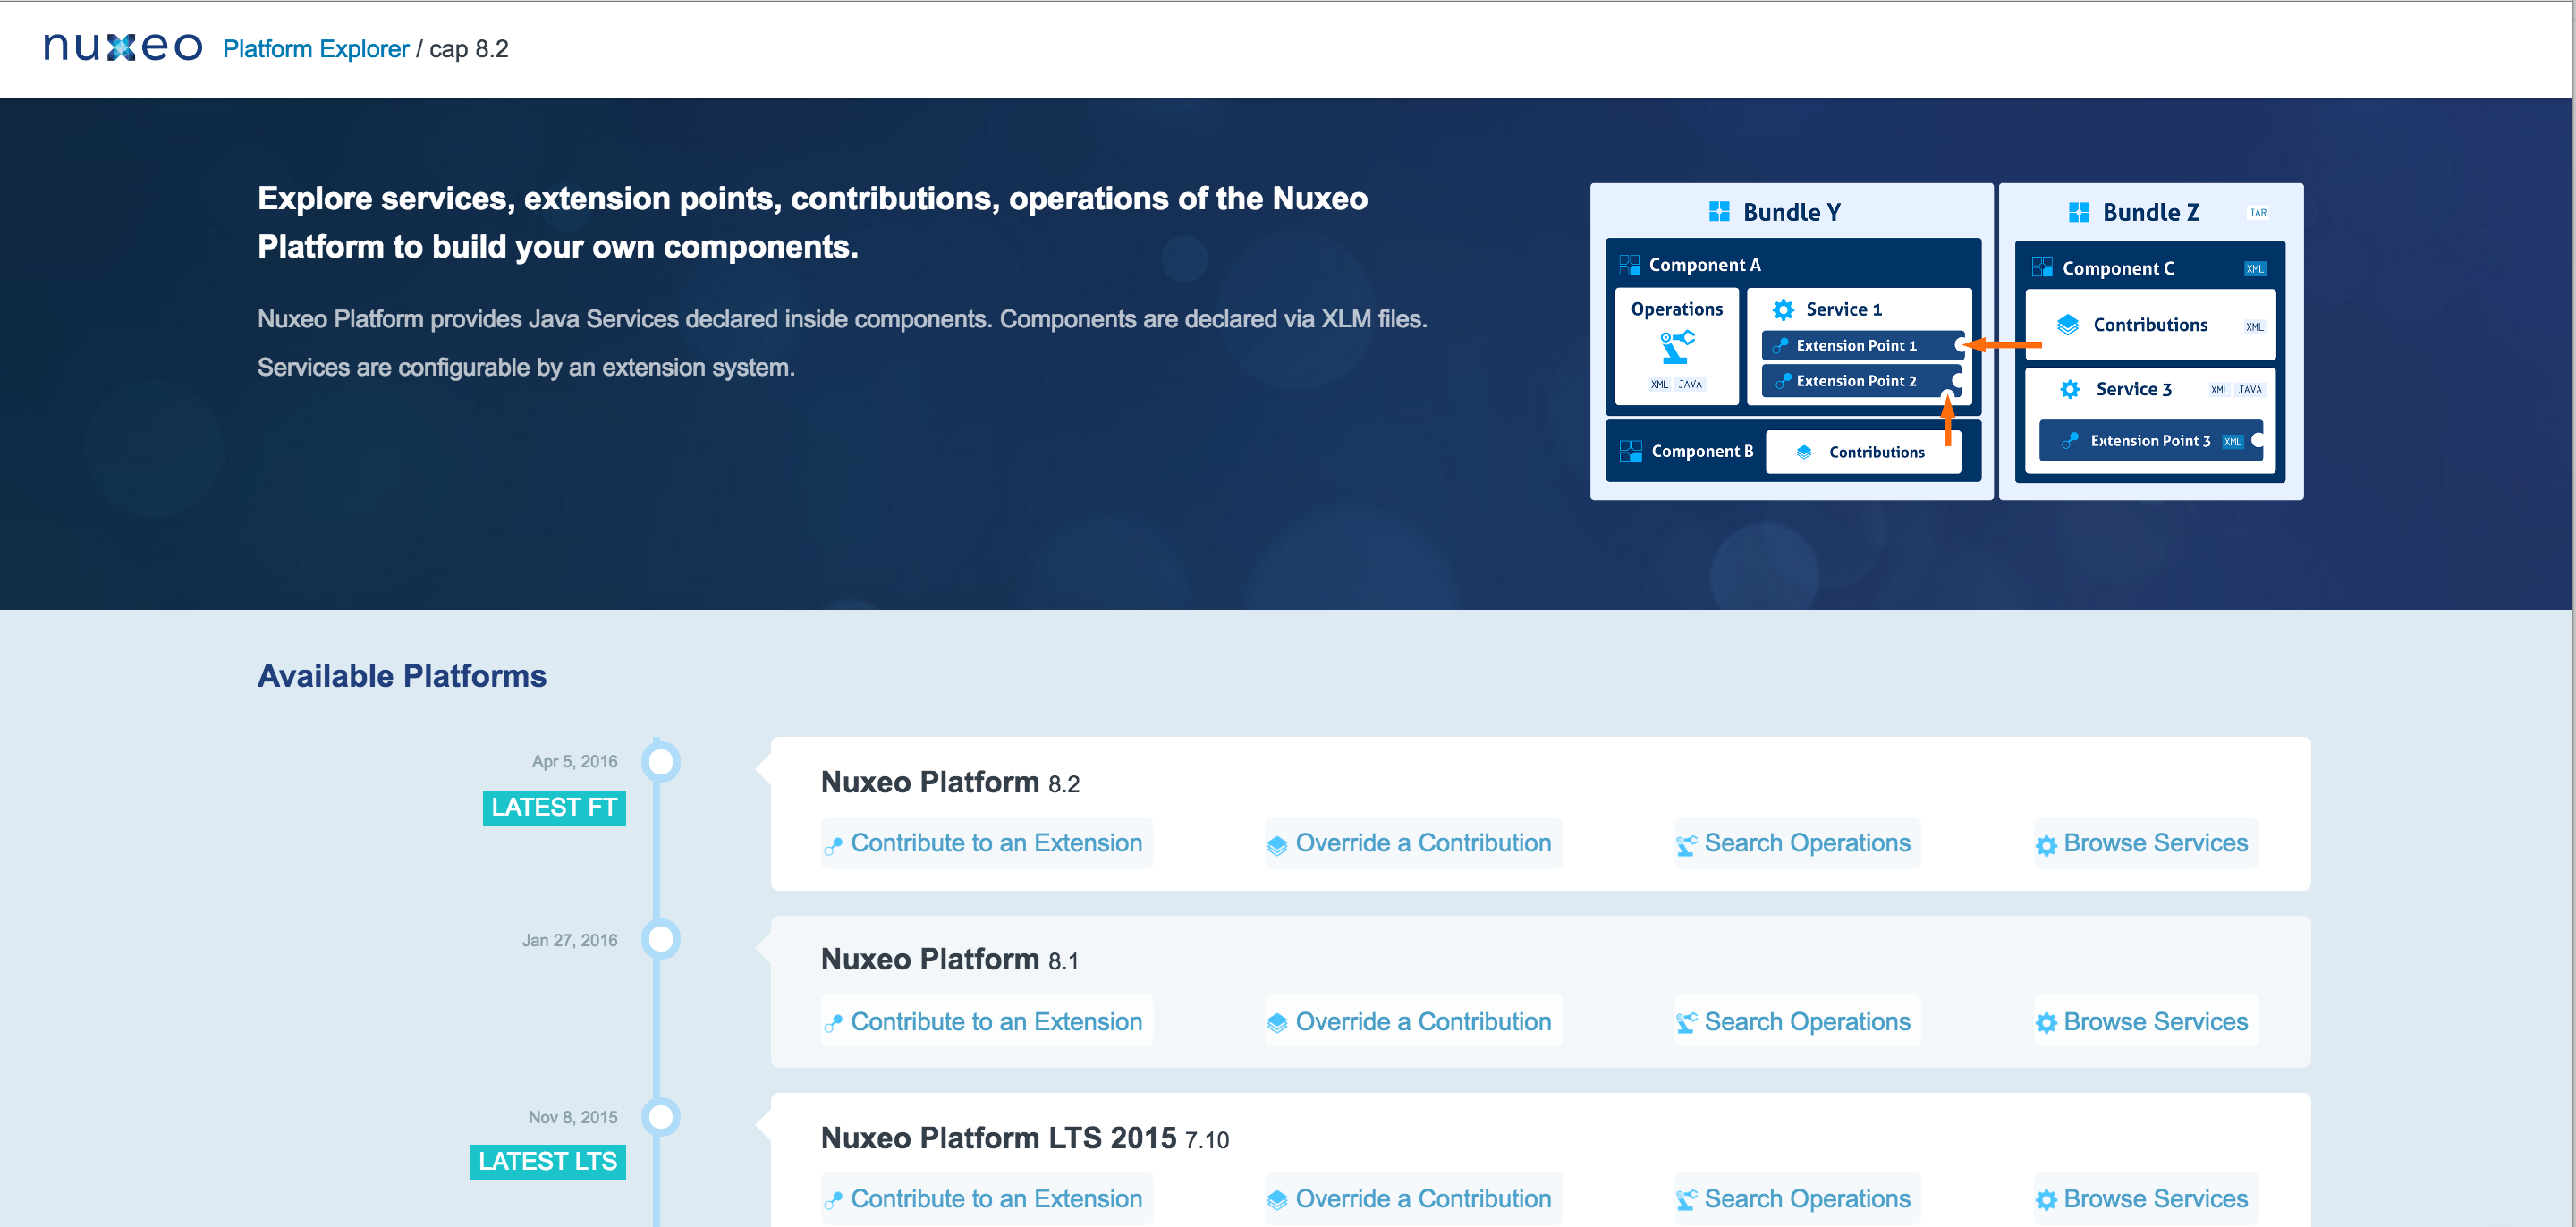 nuxeo Platform Explorer / cap 8.2
Explore services, extension points, contributions, operations of the Nuxeo
Platform to build your own components.
Nuxeo Platform provides Java Services declared inside components. Components are declared via XLM files.
Services are configurable by an extension system.
Bundle Y
Component A
Operations
XML JAVA
Service 1
Extension Point 1
Extension Point 2
Component B
Contributions
Bundle Z JAR
Component C XML
Contributions XML
Service 3 XML JAVA
Extension Point 3 XML
Available Platforms
Apr 5, 2016
LATEST FT
Nuxeo Platform 8.2
Contribute to an Extension Override a Contribution Search Operations Browse Services
Jan 27, 2016
Nuxeo Platform 8.1
Contribute to an Extension Override a Contribution Search Operations Browse Services
Nov 8, 2015
LATEST LTS
Nuxeo Platform LTS 2015 7.10
Contribute to an Extension Override a Contribution Search Operations Browse Services